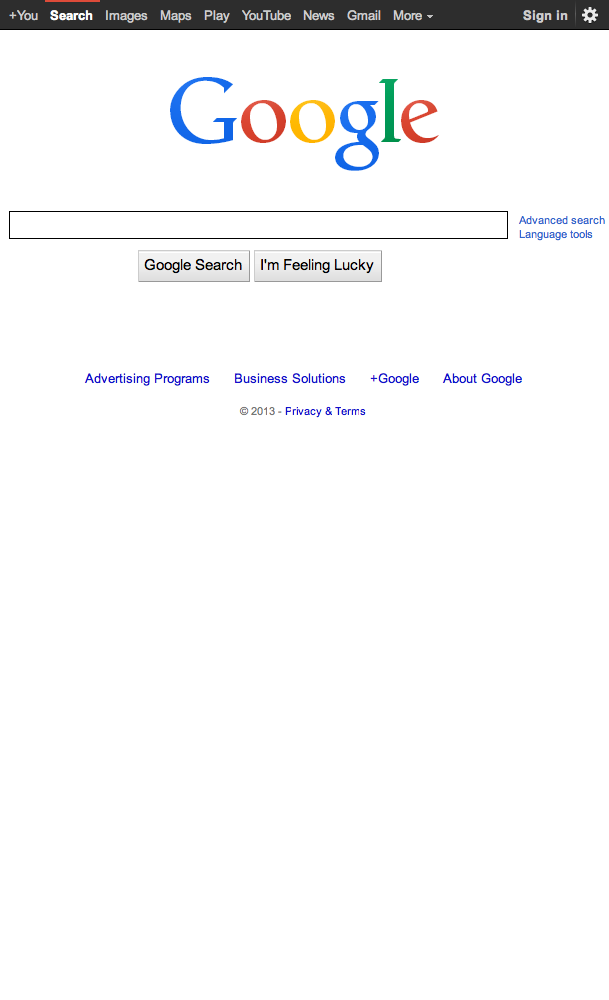 +You Search Images Maps Play YouTube News Gmail More Sign in
Google
Advanced search
Language tools
Google Search I'm Feeling Lucky
Advertising Programs Business Solutions +Google About Google
© 2013 - Privacy & Terms